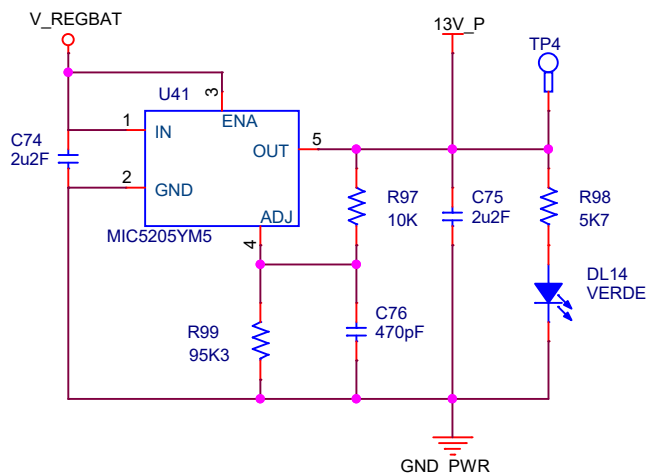 V_REGBAT
13V_P
TP4
U41
3
ENA
C74
2u2F
1
IN
OUT
5
2
GND
R97
10K
C75
2u2F
R98
5K7
ADJ
MIC5205YM5
4
DL14
VERDE
C76
470pF
R99
95K3
GND_PWR